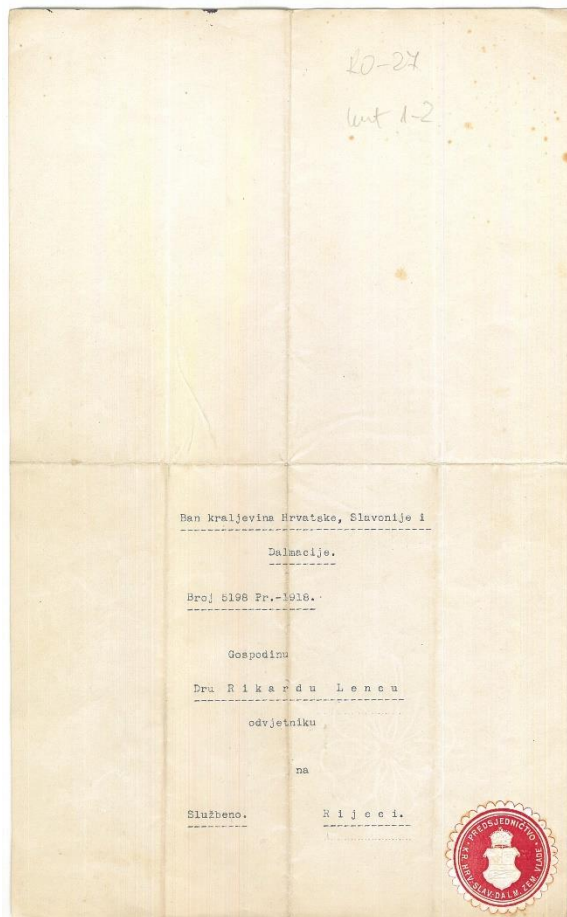 KO-27
kut 1-2
Ban kraljevina Hrvatske, Slavonije i
Dalmacije.
Broj 5198 Pr.-1918.
Gospodinu
Dru Rikardu Lencu
odvjetniku
na
Službeno. Rijeci.
PREDSJEDNIČTVO
KR. HRV.-SLAV.-DALM. ZEM. VLADE